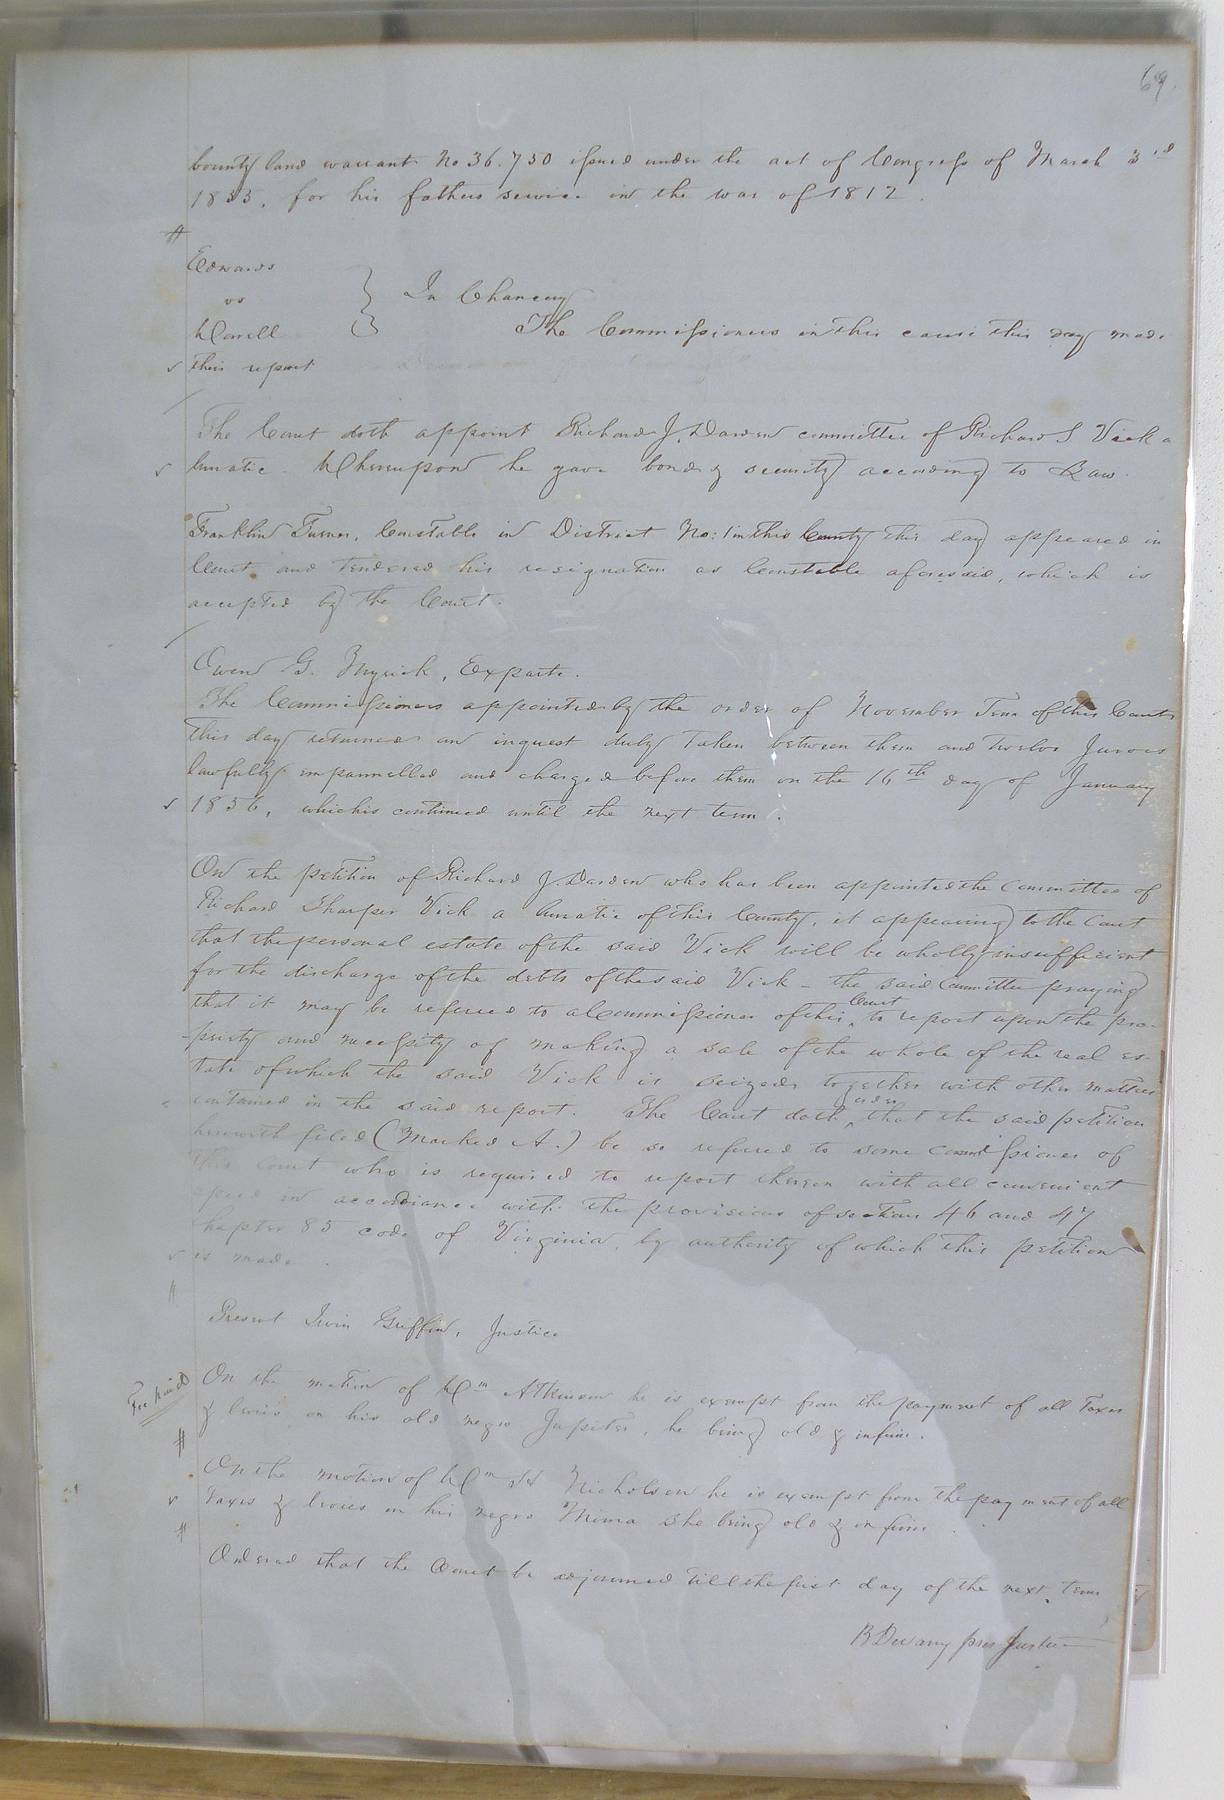 69
bounty land warrant No 36.750 issued under the act of Congress of March 3rd
1855, for his fathers service in the war of 1812.
Edwards
vs
In Chancery
The Commissioners in this cause this day made
their report
The Court doth appoint Richard J. Darden committee of Richard S Vick a
lunatic. Whereupon he gave bond & security according to Law.
Franklin Turner, Constable in District No: 1 in this County this day appeared in
Court and tendered his resignation as Constable aforesaid, which is
accepted by the Court.
Owen G. Myrick, Exparte.
The Commissioners appointed by the order of November Term of this Court
this day returned an inquest duly taken between them and twelve Jurors
lawfully empannelled and charged before them on the 16th day of January
1856, which is continued until the next term.
On the petition of Richard J. Darden who has been appointed the Committee of
Richard Sharper Vick a lunatic of this County, it appearing to the Court
that the personal estate of the said Vick will be wholly insufficient
for the discharge of the debts of the said Vick - the said Committee praying
that it may be referred to a Commissioner of this Court to report upon the pro-
-priety and necessity of making a sale of the whole of the real es-
tate of which the said Vick is seized together with other matters
contained in the said report. The Court doth order that the said petition
herewith filed (Marked A.) be so referred to some Commissioner of
this Court who is required to report thereon with all convenient
speed in accordance with the provisions of sections 46 and 47
chapter 85 code of Virginia, by authority of which this petition
is made.
Present Irvin Griffin, Justice
Fee paid
On the motion of Wm Atkinson he is exempt from the payment of all Taxes
& levies on his old negro Jupiter, he being old & infirm.
On the motion of Wm Nicholson he is exempt from the payment of all
Taxes & levies on his negro Mima she being old & infirm.
Ordered that the Court be adjourned till the first day of the next term
B Devany pres Justice